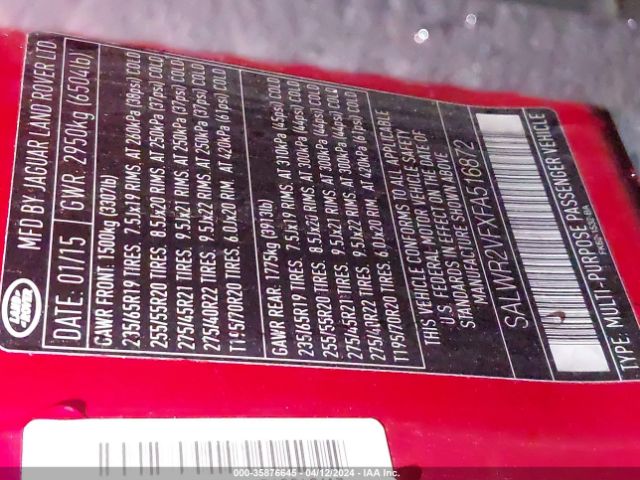 LAND ROVER
MFD BY JAGUAR LAND ROVER LTD
DATE: 01/15 GWR: 2950kg (6504lb)
GAWR FRONT: 1500kg (3307lb)
235/65R19 TIRES, 7.5Jx19 RIMS, AT 260kPa (38psi) COLD
255/55R20 TIRES, 8.5Jx20 RIMS, AT 250kPa (37psi) COLD
275/45R21 TIRES, 9.5Jx21 RIMS, AT 250kPa (37psi) COLD
275/40R22 TIRES, 9.5Jx22 RIMS, AT 250kPa (37psi) COLD
T195/70R20 TIRES 6.0Jx20 RIM, AT 420kPa (61psi) COLD
GAWR REAR: 1775kg (3913lb)
235/65R19 TIRES, 7.5Jx19 RIMS, AT 310kPa (45psi) COLD
255/55R20 TIRES, 8.5Jx20 RIMS, AT 300kPa (44psi) COLD
275/45R21 TIRES, 9.5Jx21 RIMS, AT 300kPa (44psi) COLD
275/40R22 TIRES, 9.5Jx22 RIMS, AT 300kPa (44psi) COLD
T195/70R20 TIRES 6.0Jx20 RIM, AT 420kPa (61psi) COLD
THIS VEHICLE CONFORMS TO ALL APPLICABLE
U.S. FEDERAL MOTOR VEHICLE SAFETY
STANDARDS IN EFFECT ON THE DATE OF
MANUFACTURE SHOWN ABOVE
SALWR2VFXFA516872
TYPE: MULTI-PURPOSE PASSENGER VEHICLE
000-35876645 - 04/12/2024 - IAA Inc.